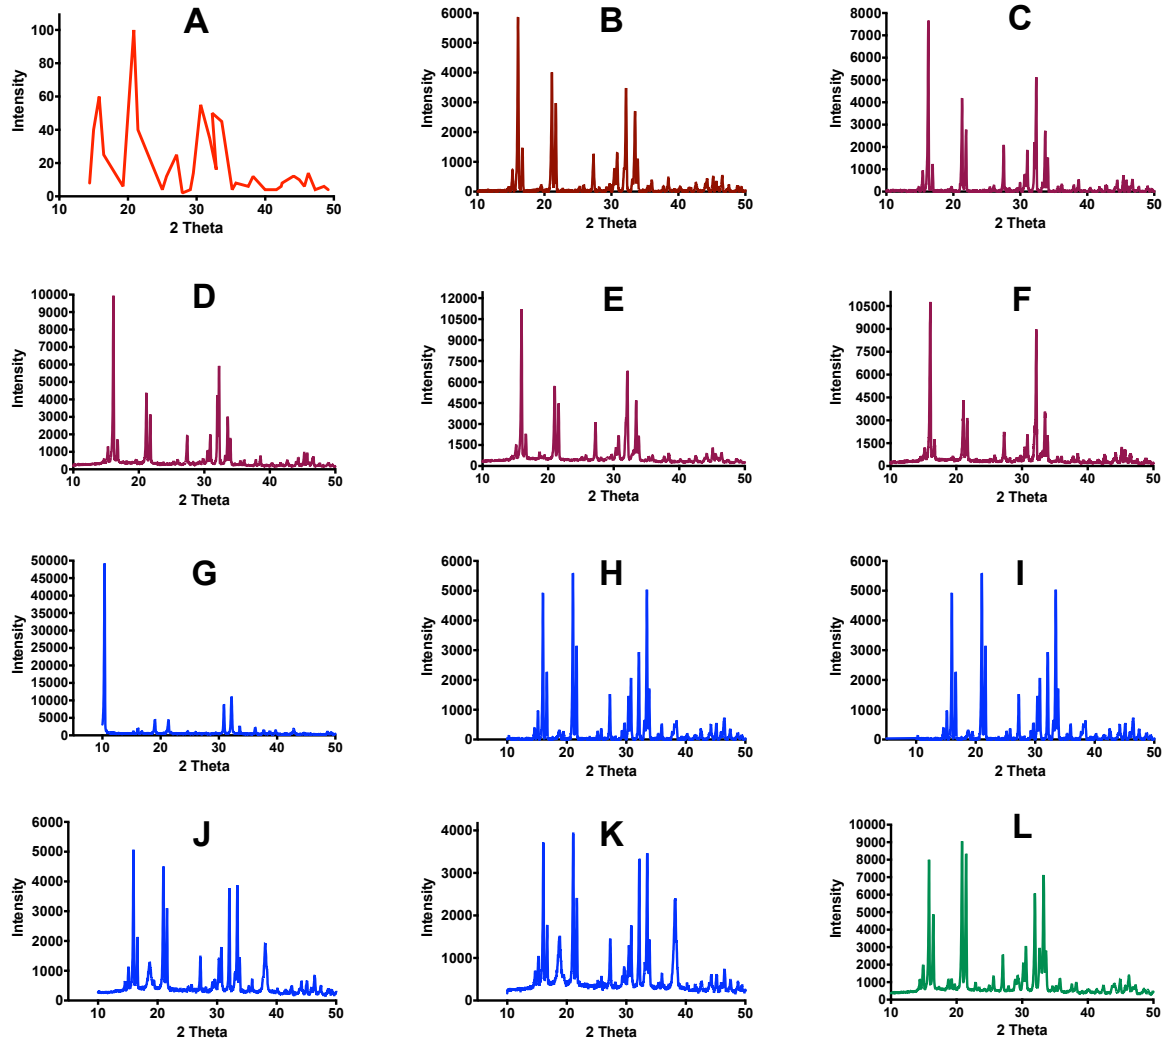 A
Intensity
100
80
60
40
20
0
10 20 30 40 50
2 Theta
B
Intensity
6000
5000
4000
3000
2000
1000
0
10 20 30 40 50
2 Theta
C
Intensity
8000
7000
6000
5000
4000
3000
2000
1000
0
10 20 30 40 50
2 Theta
D
Intensity
10000
9000
8000
7000
6000
5000
4000
3000
2000
1000
0
10 20 30 40 50
2 Theta
E
Intensity
12000
10500
9000
7500
6000
4500
3000
1500
0
10 20 30 40 50
2 Theta
F
Intensity
10500
9000
7500
6000
4500
3000
1500
0
10 20 30 40 50
2 Theta
G
Intensity
50000
45000
40000
35000
30000
25000
20000
15000
10000
5000
0
10 20 30 40 50
2 Theta
H
Intensity
6000
5000
4000
3000
2000
1000
0
10 20 30 40 50
2 Theta
I
Intensity
6000
5000
4000
3000
2000
1000
0
10 20 30 40 50
2 Theta
J
Intensity
6000
5000
4000
3000
2000
1000
0
10 20 30 40 50
2 Theta
K
Intensity
4000
3000
2000
1000
0
10 20 30 40 50
2 Theta
L
Intensity
10000
9000
8000
7000
6000
5000
4000
3000
2000
1000
0
10 20 30 40 50
2 Theta